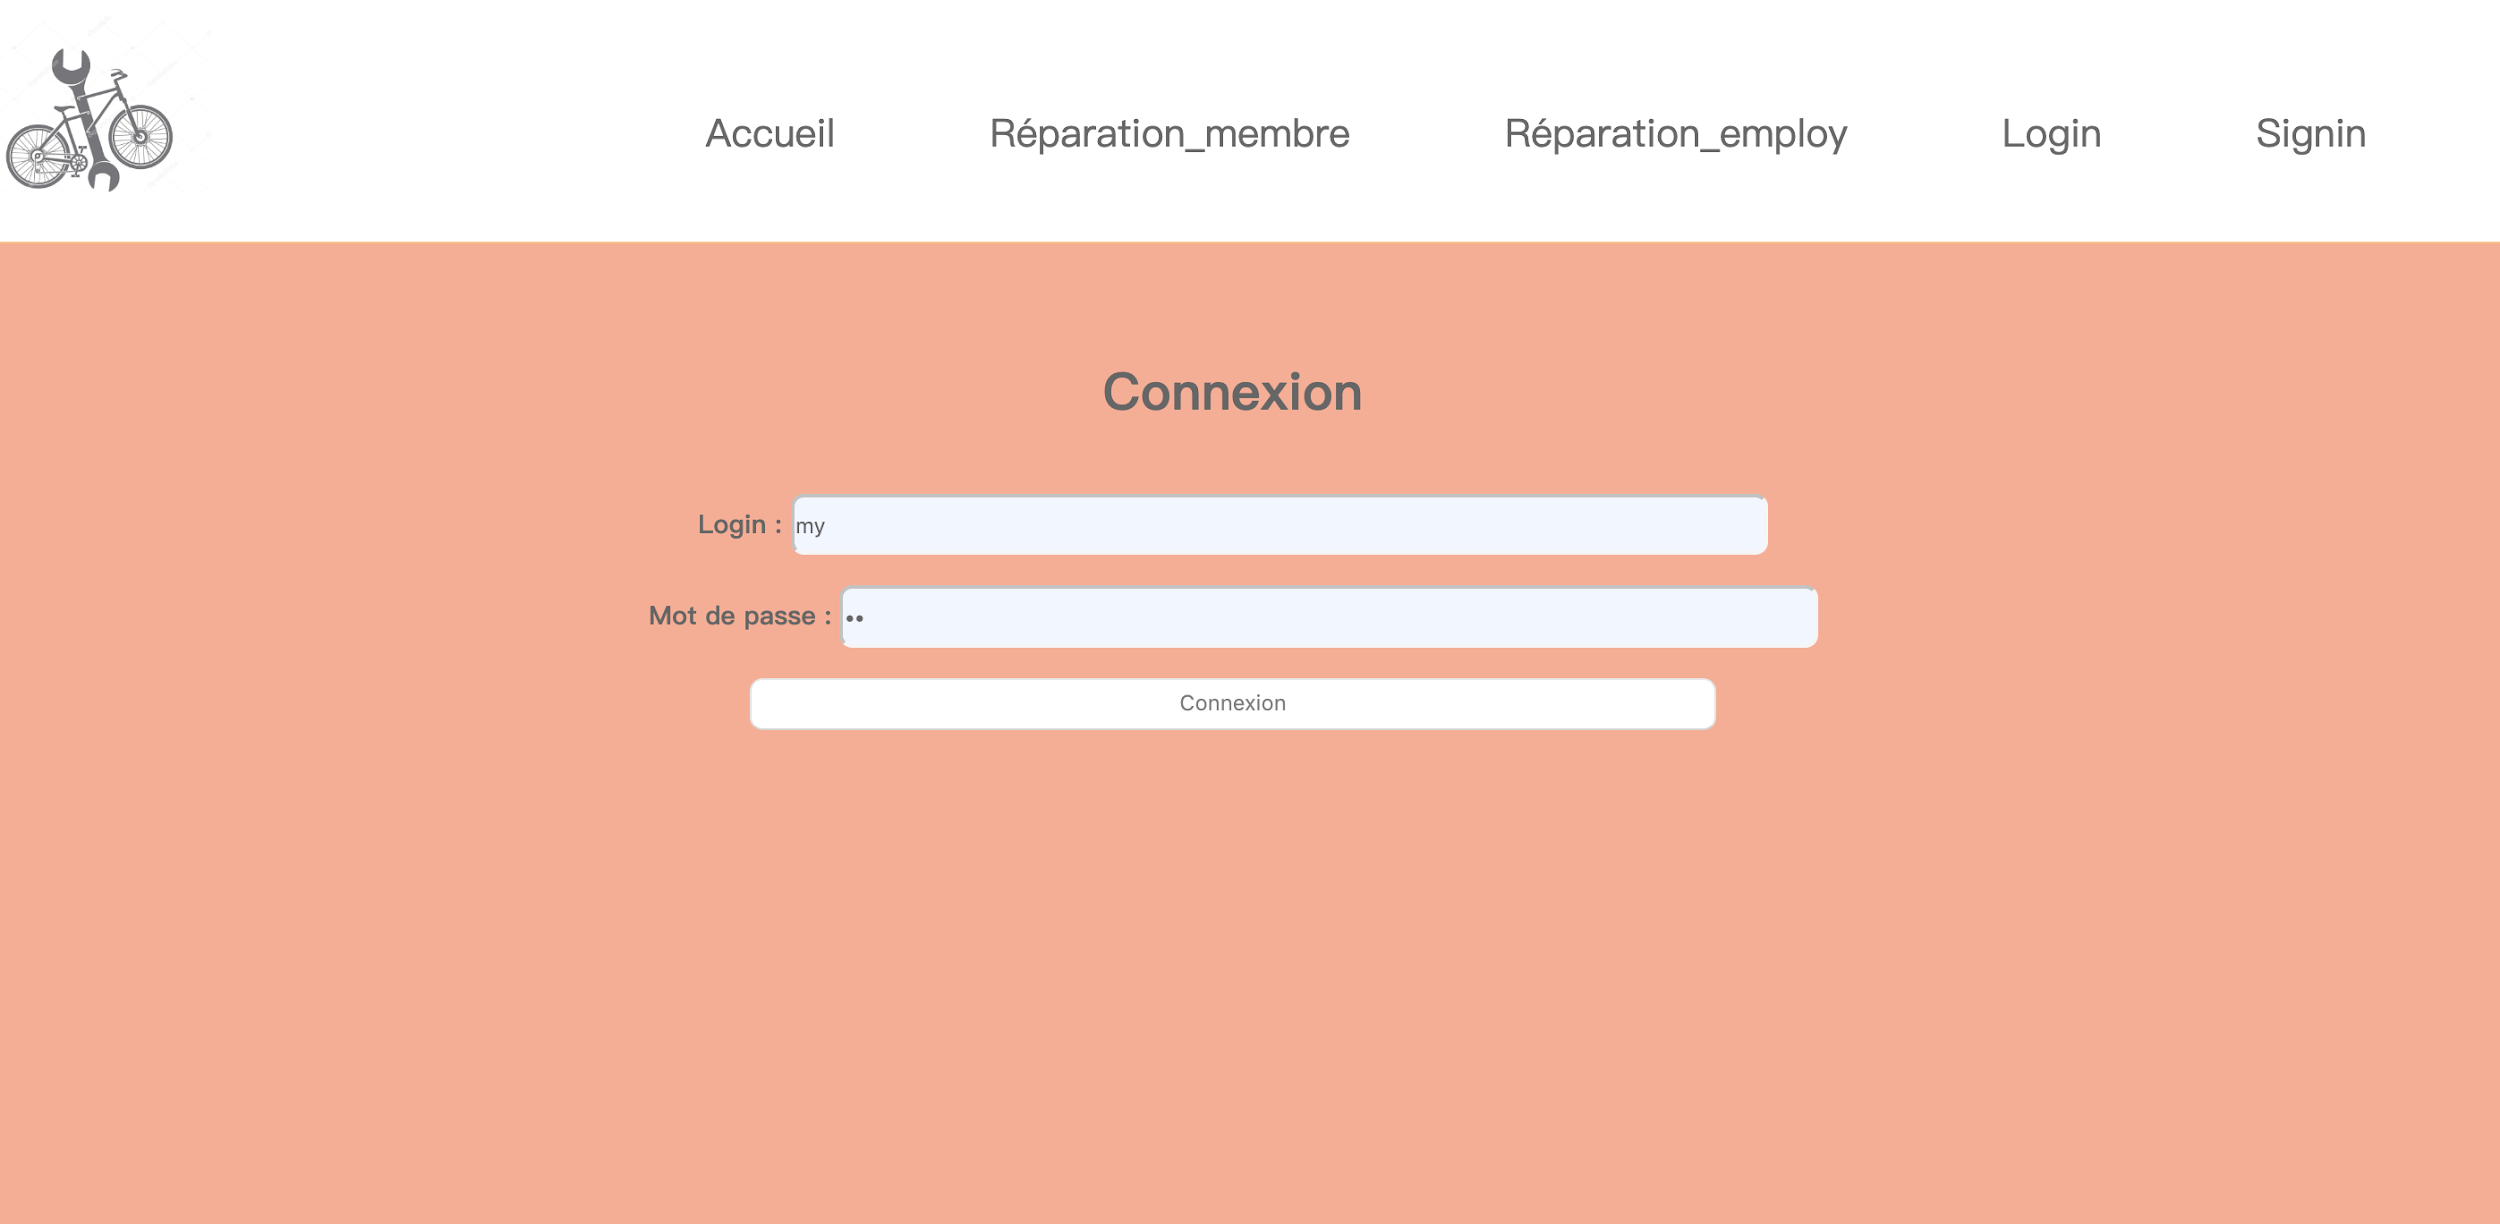 Accueil Réparation_membre Réparation_employ Login Signin
Connexion
Login : my
Mot de passe : ••
Connexion